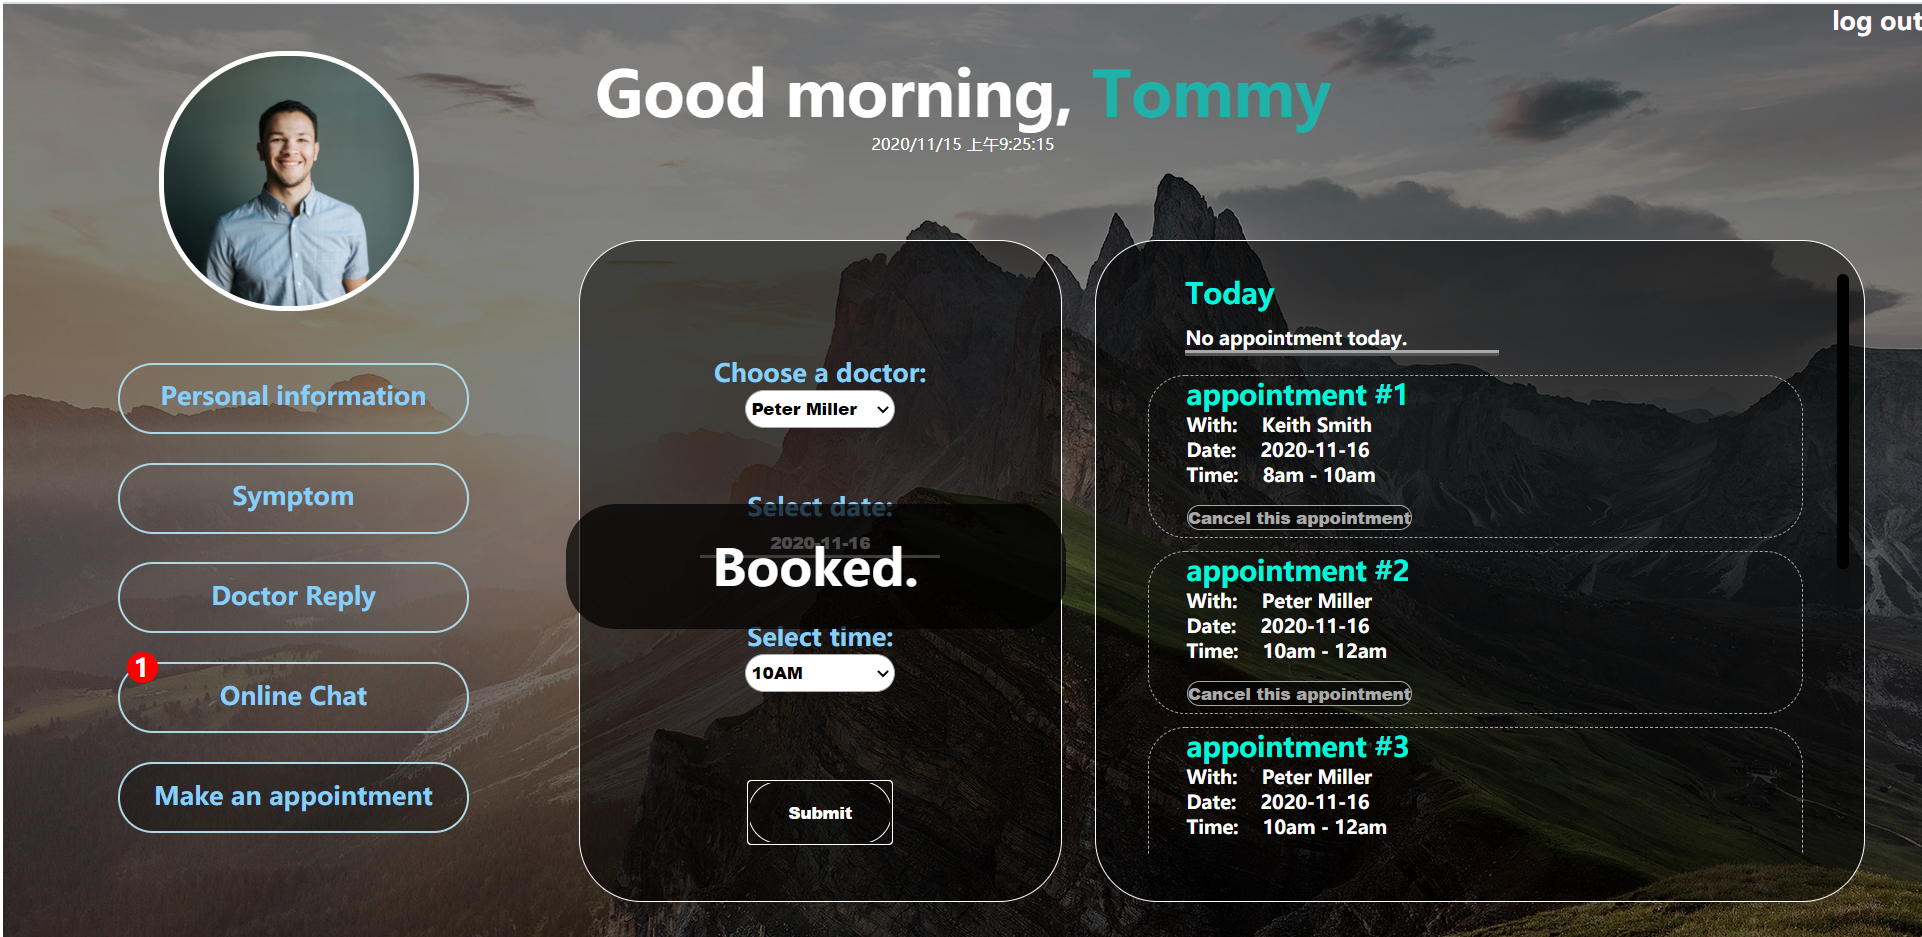 log out
Good morning, Tommy
2020/11/15 上午9:25:15
Personal information
Symptom
Doctor Reply
1
Online Chat
Make an appointment
Choose a doctor:
Peter Miller
Select date:
2020-11-16
Booked.
Select time:
10AM
Submit
Today
No appointment today.
appointment #1
With: Keith Smith
Date: 2020-11-16
Time: 8am - 10am
Cancel this appointment
appointment #2
With: Peter Miller
Date: 2020-11-16
Time: 10am - 12am
Cancel this appointment
appointment #3
With: Peter Miller
Date: 2020-11-16
Time: 10am - 12am